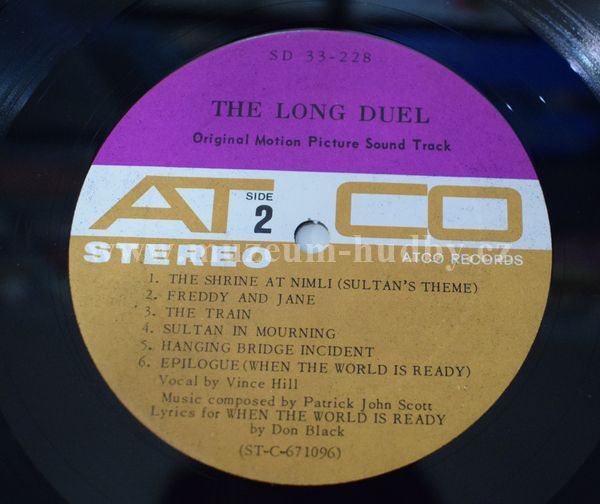 SD 33-228
THE LONG DUEL
Original Motion Picture Sound Track
ATCO
SIDE
2
STEREO
ATCO RECORDS
www.muzeum-hudby.cz
1. THE SHRINE AT NIMLI (SULTAN'S THEME)
2. FREDDY AND JANE
3. THE TRAIN
4. SULTAN IN MOURNING
5. HANGING BRIDGE INCIDENT
6. EPILOGUE (WHEN THE WORLD IS READY)
Vocal by Vince Hill
Music composed by Patrick John Scott
Lyrics for WHEN THE WORLD IS READY
by Don Black
(ST-C-671096)